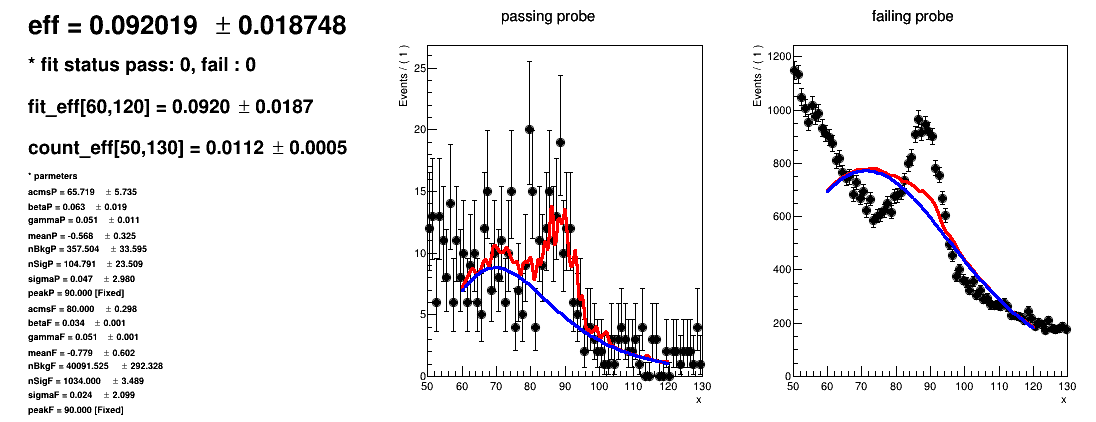 eff = 0.092019 ± 0.018748
* fit status pass: 0, fail : 0
fit_eff[60,120] = 0.0920 ± 0.0187
count_eff[50,130] = 0.0112 ± 0.0005
* parmeters
acmsP = 65.719 ± 5.735
betaP = 0.063 ± 0.019
gammaP = 0.051 ± 0.011
meanP = -0.568 ± 0.325
nBkgP = 357.504 ± 33.595
nSigP = 104.791 ± 23.509
sigmaP = 0.047 ± 2.980
peakP = 90.000 [Fixed]
acmsF = 80.000 ± 0.298
betaF = 0.034 ± 0.001
gammaF = 0.051 ± 0.001
meanF = -0.779 ± 0.602
nBkgF = 40091.525 ± 292.328
nSigF = 1034.000 ± 3.489
sigmaF = 0.024 ± 2.099
peakF = 90.000 [Fixed]
passing probe
Events / ( 1 )
25
20
15
10
5
0
50 60 70 80 90 100 110 120 130
x
failing probe
Events / ( 1 )
1200
1000
800
600
400
200
0
50 60 70 80 90 100 110 120 130
x